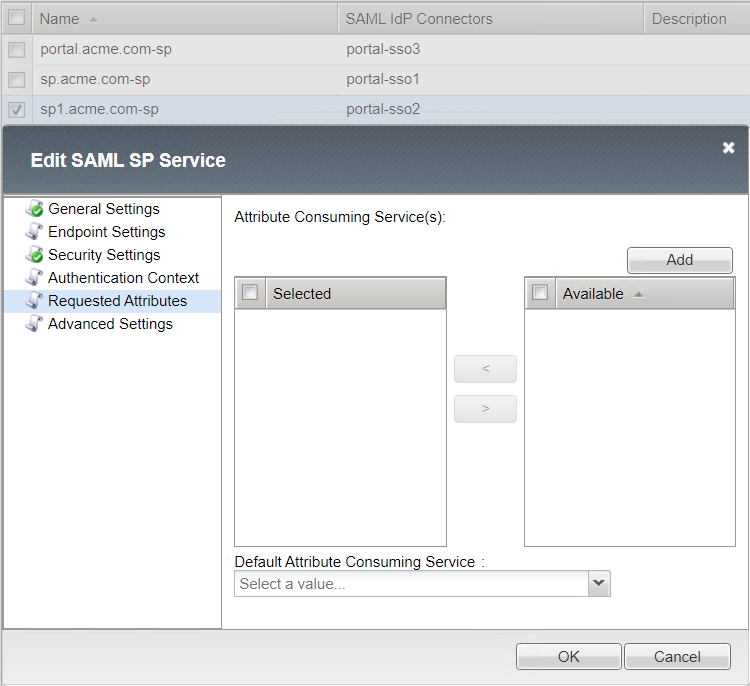 Name SAML IdP Connectors Description
portal.acme.com-sp portal-sso3
sp.acme.com-sp portal-sso1
sp1.acme.com-sp portal-sso2
Edit SAML SP Service
General Settings
Endpoint Settings
Security Settings
Authentication Context
Requested Attributes
Advanced Settings
Attribute Consuming Service(s):
Add
Selected
Available
<
>
Default Attribute Consuming Service :
Select a value...
OK Cancel